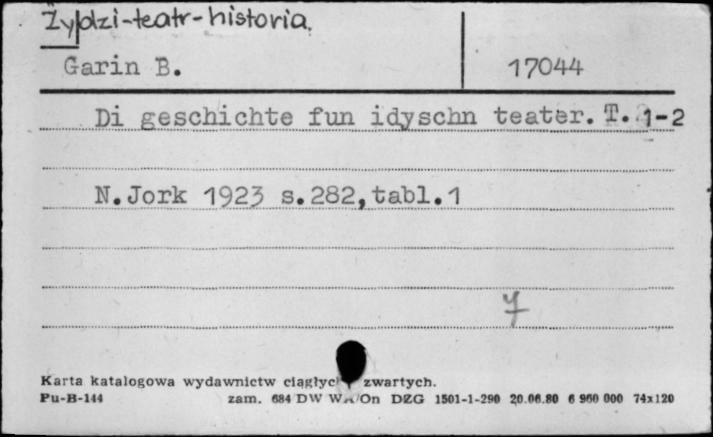 Żydzi-teatr-historia.
Garin B. 17044
Di geschichte fun idyschn teater. T. 1-2
N.Jork 1923 s.282,tabl.1
7
Karta katalogowa wydawnictw ciągłych zwartych.
Pu-B-144 zam. 684 DW WA/On DZG 1501-1-290 20.06.80 6 960 000 74x120